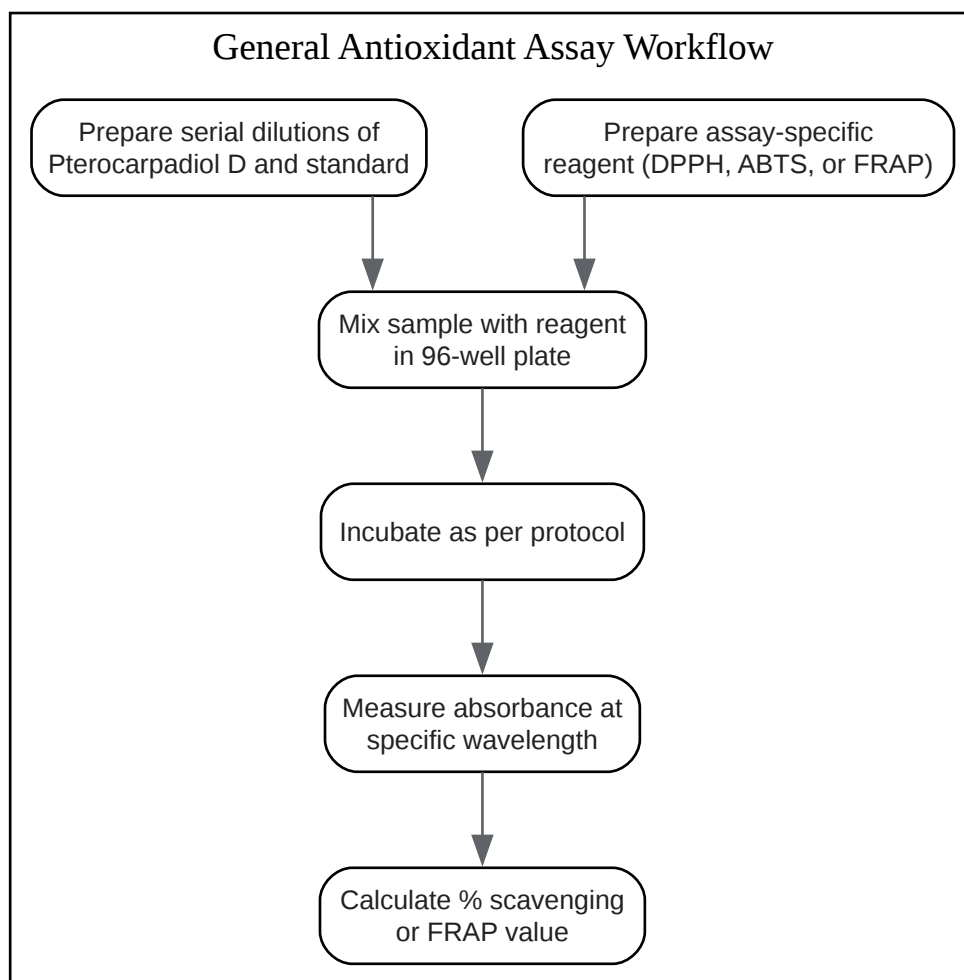 General Antioxidant Assay Workflow
Prepare serial dilutions of
Pterocarpadiol D and standard
Prepare assay-specific
reagent (DPPH, ABTS, or FRAP)
Mix sample with reagent
in 96-well plate
Incubate as per protocol
Measure absorbance at
specific wavelength
Calculate % scavenging
or FRAP value